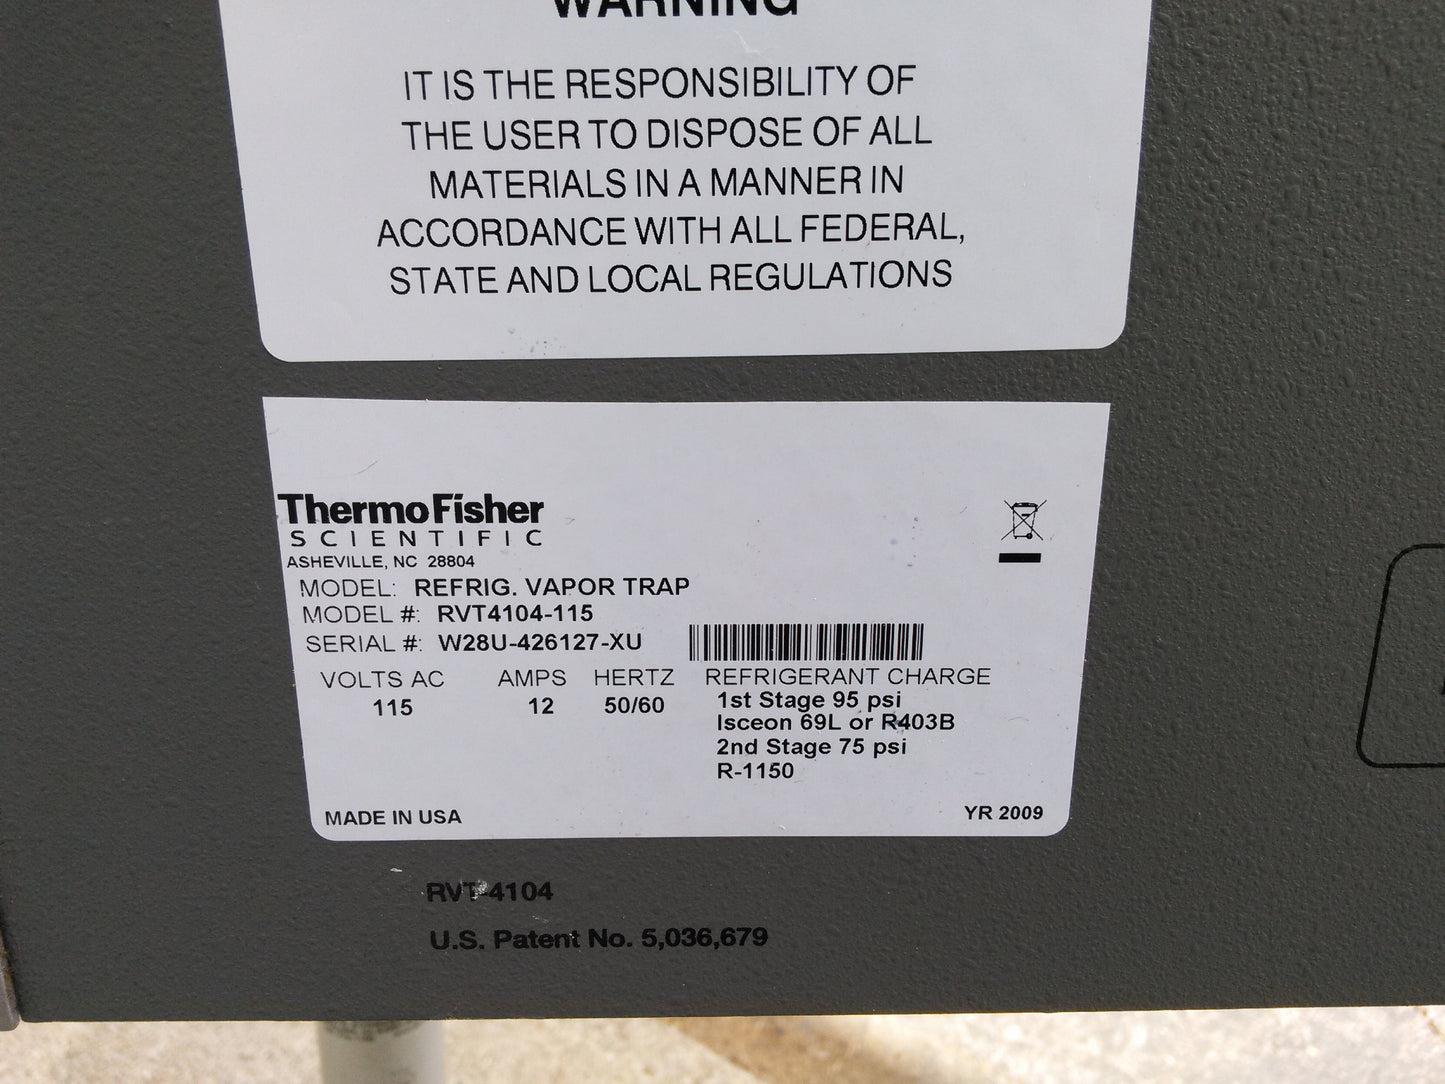 WARNING
IT IS THE RESPONSIBILITY OF
THE USER TO DISPOSE OF ALL
MATERIALS IN A MANNER IN
ACCORDANCE WITH ALL FEDERAL,
STATE AND LOCAL REGULATIONS
ThermoFisher
SCIENTIFIC
ASHEVILLE, NC 28804
MODEL: REFRIG. VAPOR TRAP
MODEL #: RVT4104-115
SERIAL #: W28U-426127-XU
VOLTS AC AMPS HERTZ REFRIGERANT CHARGE
115 12 50/60 1st Stage 95 psi
Isceon 69L or R403B
2nd Stage 75 psi
R-1150
MADE IN USA YR 2009
RVT-4104
U.S. Patent No. 5,036,679